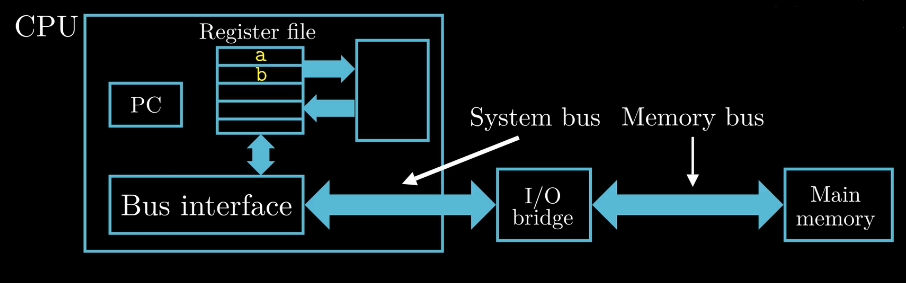 CPU
Register file
a
b
PC
System bus
Memory bus
Bus interface
I/O
bridge
Main
memory